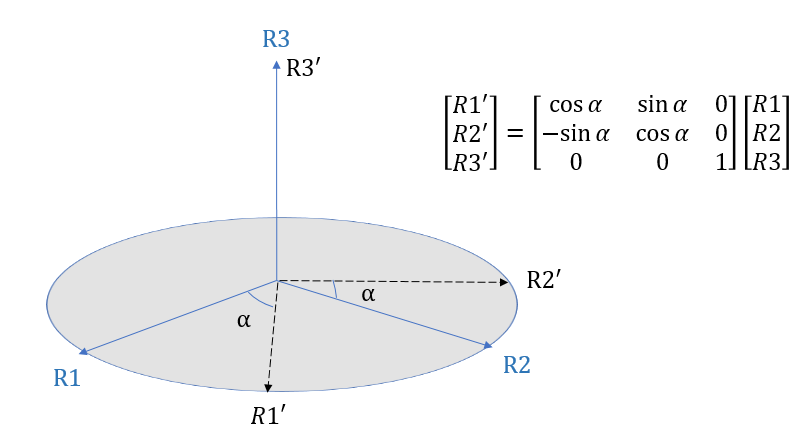 R3
R3′
[R1′] = [cos α sin α 0] [R1]
[R2′] = [−sin α cos α 0] [R2]
[R3′] = [0 0 1] [R3]
R2′
α
α
R1
R2
R1′